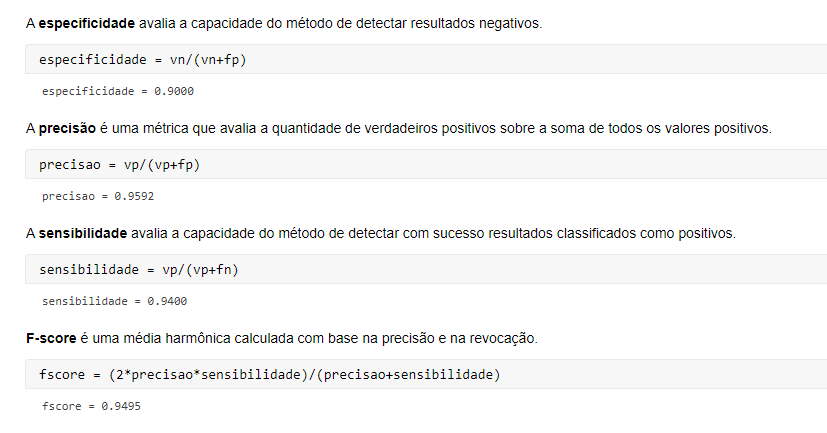 A especificidade avalia a capacidade do método de detectar resultados negativos.
especificidade = vn/(vn+fp)
especificidade = 0.9000
A precisão é uma métrica que avalia a quantidade de verdadeiros positivos sobre a soma de todos os valores positivos.
precisao = vp/(vp+fp)
precisao = 0.9592
A sensibilidade avalia a capacidade do método de detectar com sucesso resultados classificados como positivos.
sensibilidade = vp/(vp+fn)
sensibilidade = 0.9400
F-score é uma média harmônica calculada com base na precisão e na revocação.
fscore = (2*precisao*sensibilidade)/(precisao+sensibilidade)
fscore = 0.9495